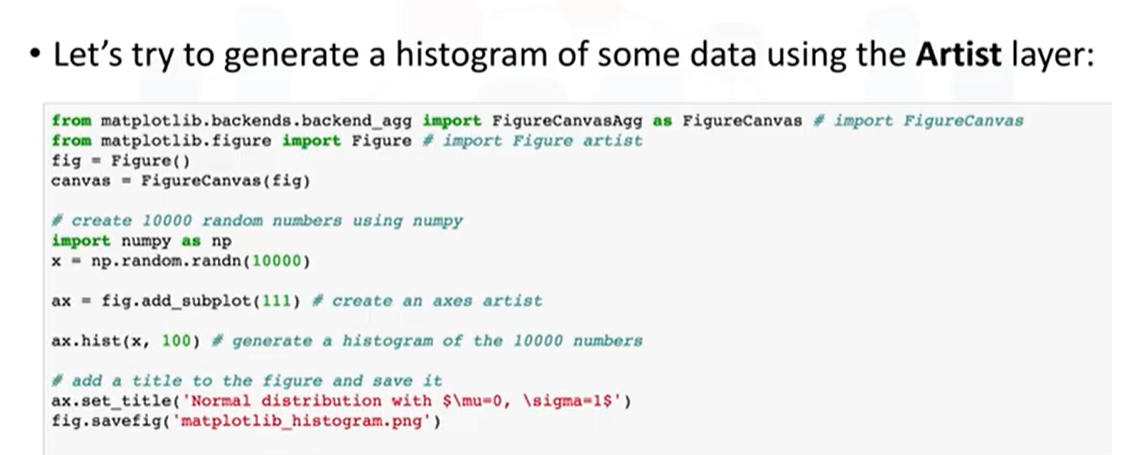 • Let's try to generate a histogram of some data using the Artist layer:
from matplotlib.backends.backend_agg import FigureCanvasAgg as FigureCanvas # import FigureCanvas
from matplotlib.figure import Figure # import Figure artist
fig = Figure()
canvas = FigureCanvas(fig)
# create 10000 random numbers using numpy
import numpy as np
x = np.random.randn(10000)
ax = fig.add_subplot(111) # create an axes artist
ax.hist(x, 100) # generate a histogram of the 10000 numbers
# add a title to the figure and save it
ax.set_title('Normal distribution with $\mu=0, \sigma=1$')
fig.savefig('matplotlib_histogram.png')